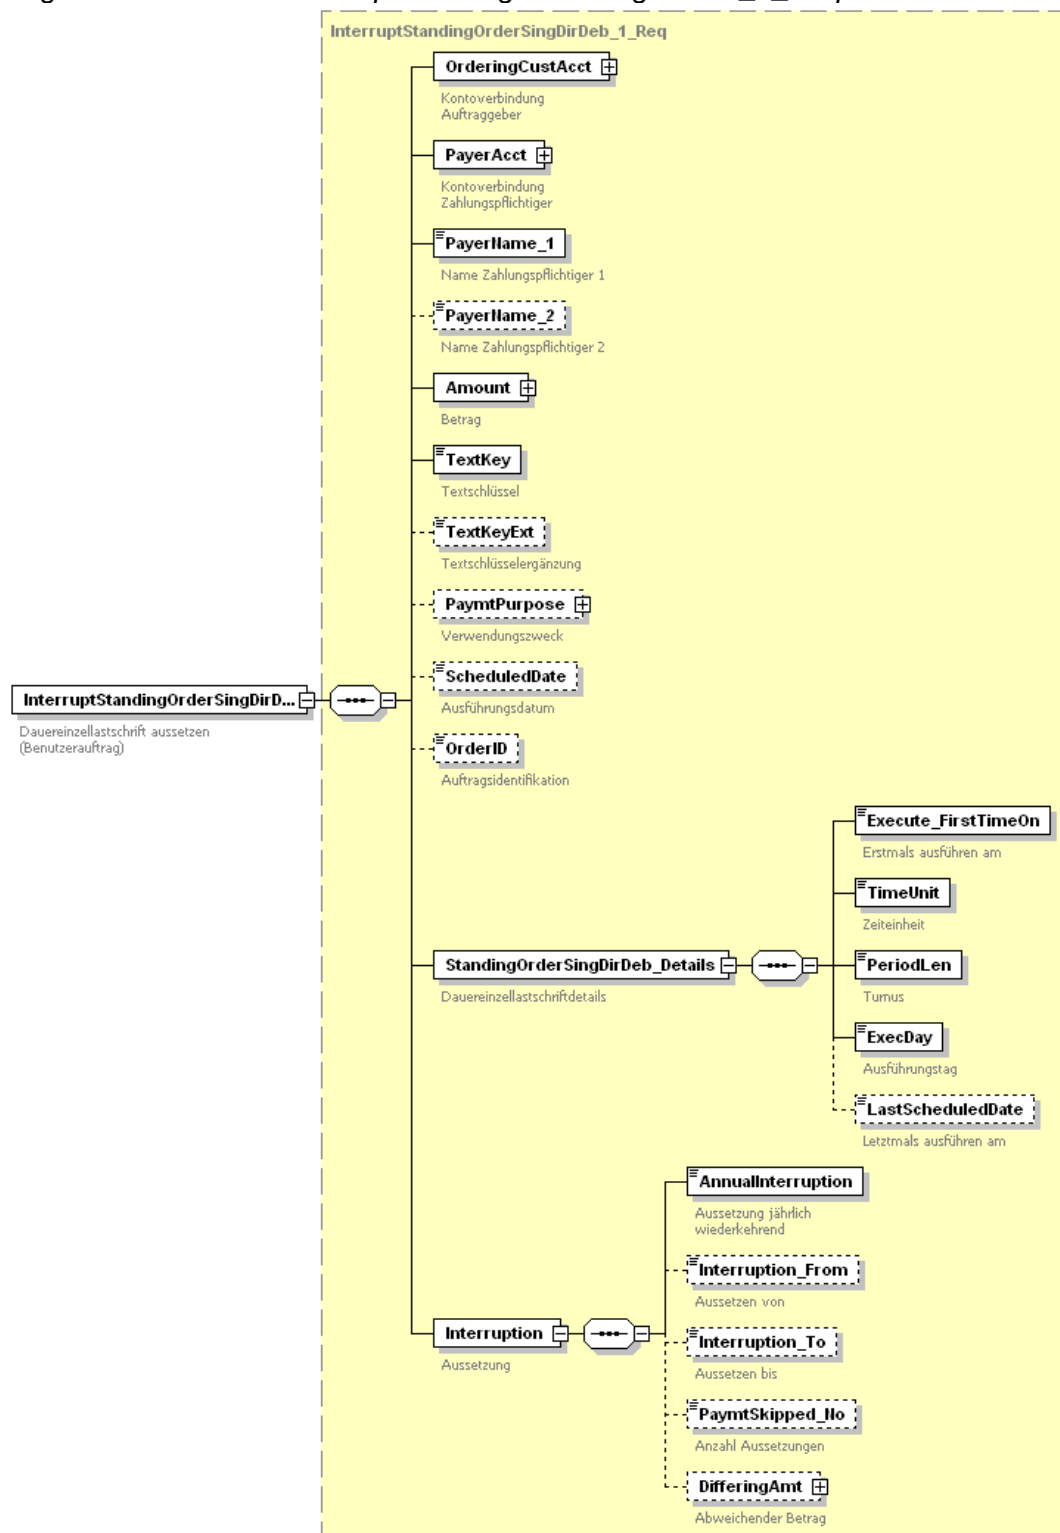 InterruptStandingOrderSingDirDeb_1_Req
OrderingCustAcct
Kontoverbindung
Auftraggeber
PayerAcct
Kontoverbindung
Zahlungspflichtiger
PayerName_1
Name Zahlungspflichtiger 1
PayerName_2
Name Zahlungspflichtiger 2
Amount
Betrag
TextKey
Textschlüssel
TextKeyExt
Textschlüsselergänzung
PaymtPurpose
Verwendungszweck
ScheduledDate
Ausführungsdatum
InterruptStandingOrderSingDirD...
Dauereinzellastschrift aussetzen
(Benutzerauftrag)
OrderID
Auftragsidentifikation
Execute_FirstTimeOn
Erstmals ausführen am
TimeUnit
Zeiteinheit
StandingOrderSingDirDeb_Details
Dauereinzellastschriftdetails
PeriodLen
Turnus
ExecDay
Ausführungstag
LastScheduledDate
Letztmals ausführen am
AnnualInterruption
Aussetzung jährlich
wiederkehrend
Interruption_From
Aussetzen von
Interruption
Aussetzung
Interruption_To
Aussetzen bis
PaymtSkipped_No
Anzahl Aussetzungen
DifferingAmt
Abweichender Betrag